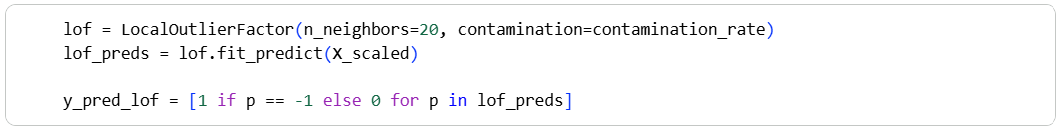 lof = LocalOutlierFactor(n_neighbors=20, contamination=contamination_rate)
lof_preds = lof.fit_predict(X_scaled)
y_pred_lof = [1 if p == -1 else 0 for p in lof_preds]